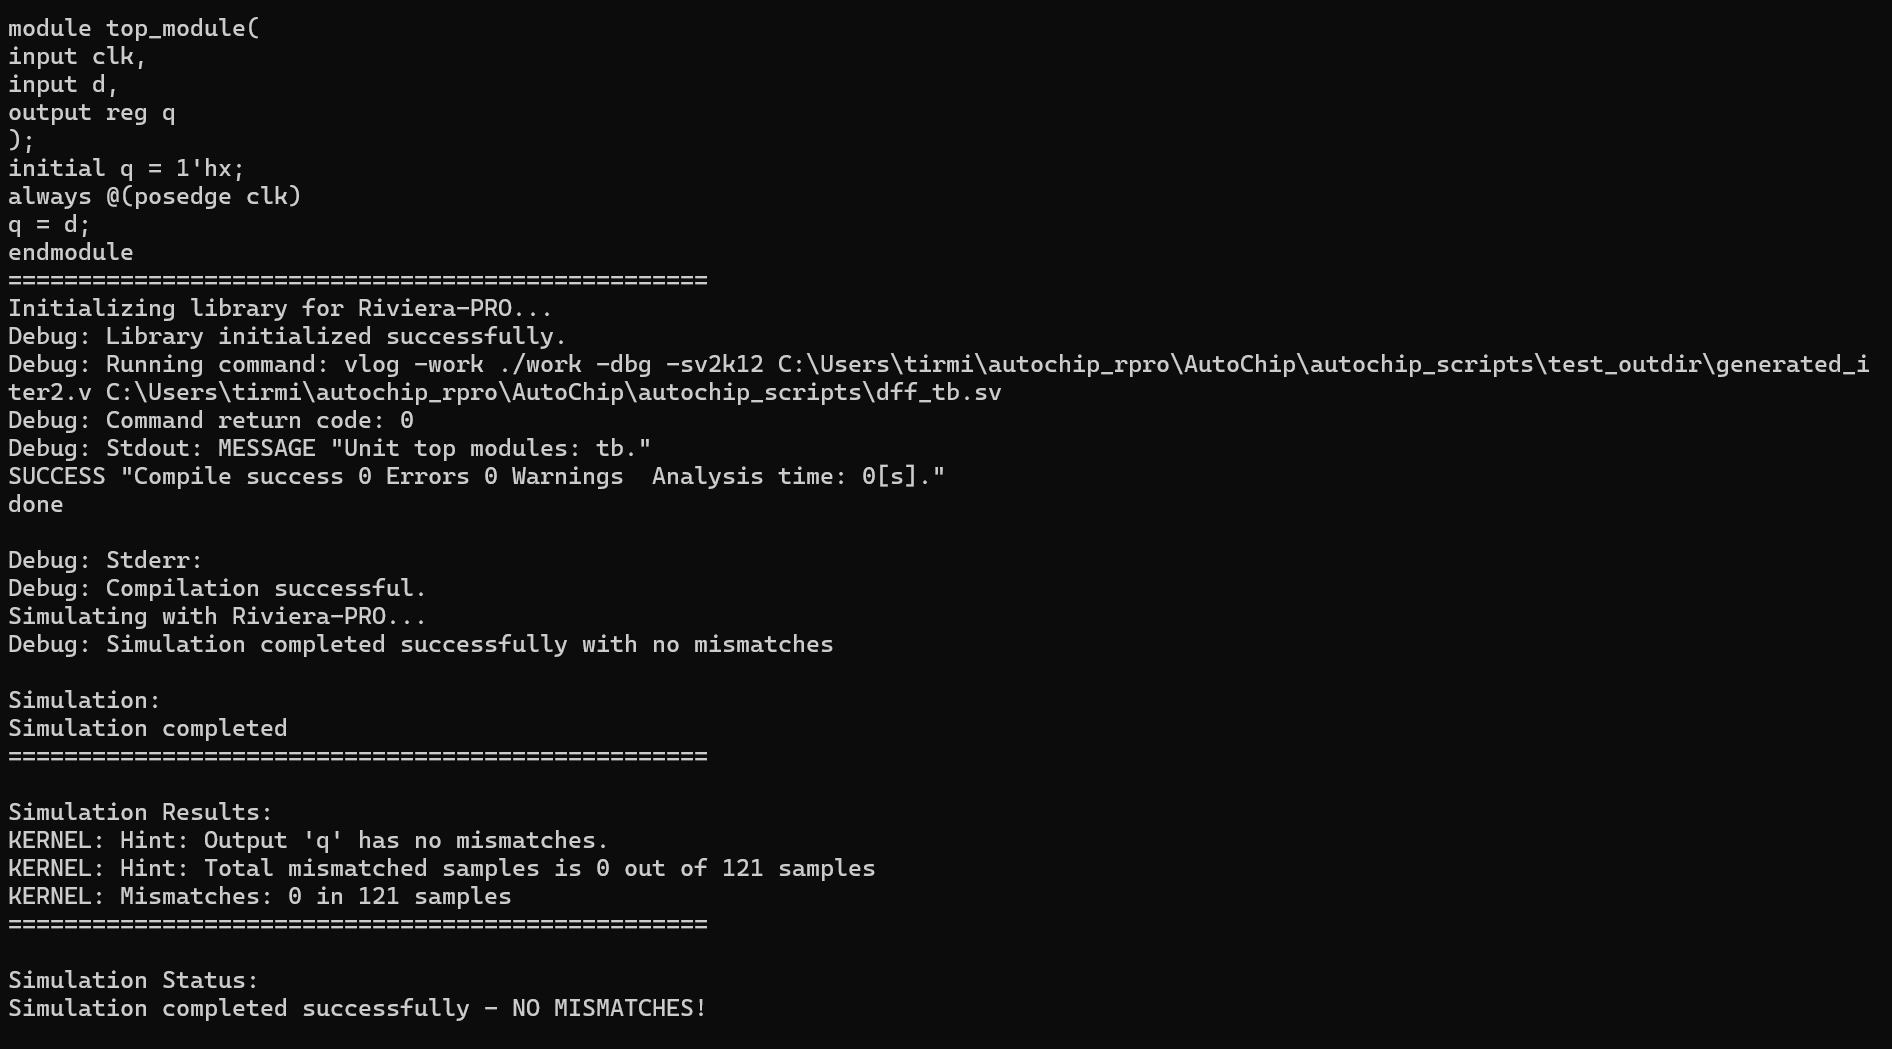 module top_module(
input clk,
input d,
output reg q
);
initial q = 1'hx;
always @(posedge clk)
q = d;
endmodule
==================================================
Initializing library for Riviera-PRO...
Debug: Library initialized successfully.
Debug: Running command: vlog -work ./work -dbg -sv2k12 C:\Users\tirmi\autochip_rpro\AutoChip\autochip_scripts\test_outdir\generated_i
ter2.v C:\Users\tirmi\autochip_rpro\AutoChip\autochip_scripts\dff_tb.sv
Debug: Command return code: 0
Debug: Stdout: MESSAGE "Unit top modules: tb."
SUCCESS "Compile success 0 Errors 0 Warnings  Analysis time: 0[s]."
done

Debug: Stderr:
Debug: Compilation successful.
Simulating with Riviera-PRO...
Debug: Simulation completed successfully with no mismatches

Simulation:
Simulation completed
==================================================

Simulation Results:
KERNEL: Hint: Output 'q' has no mismatches.
KERNEL: Hint: Total mismatched samples is 0 out of 121 samples
KERNEL: Mismatches: 0 in 121 samples
==================================================

Simulation Status:
Simulation completed successfully - NO MISMATCHES!